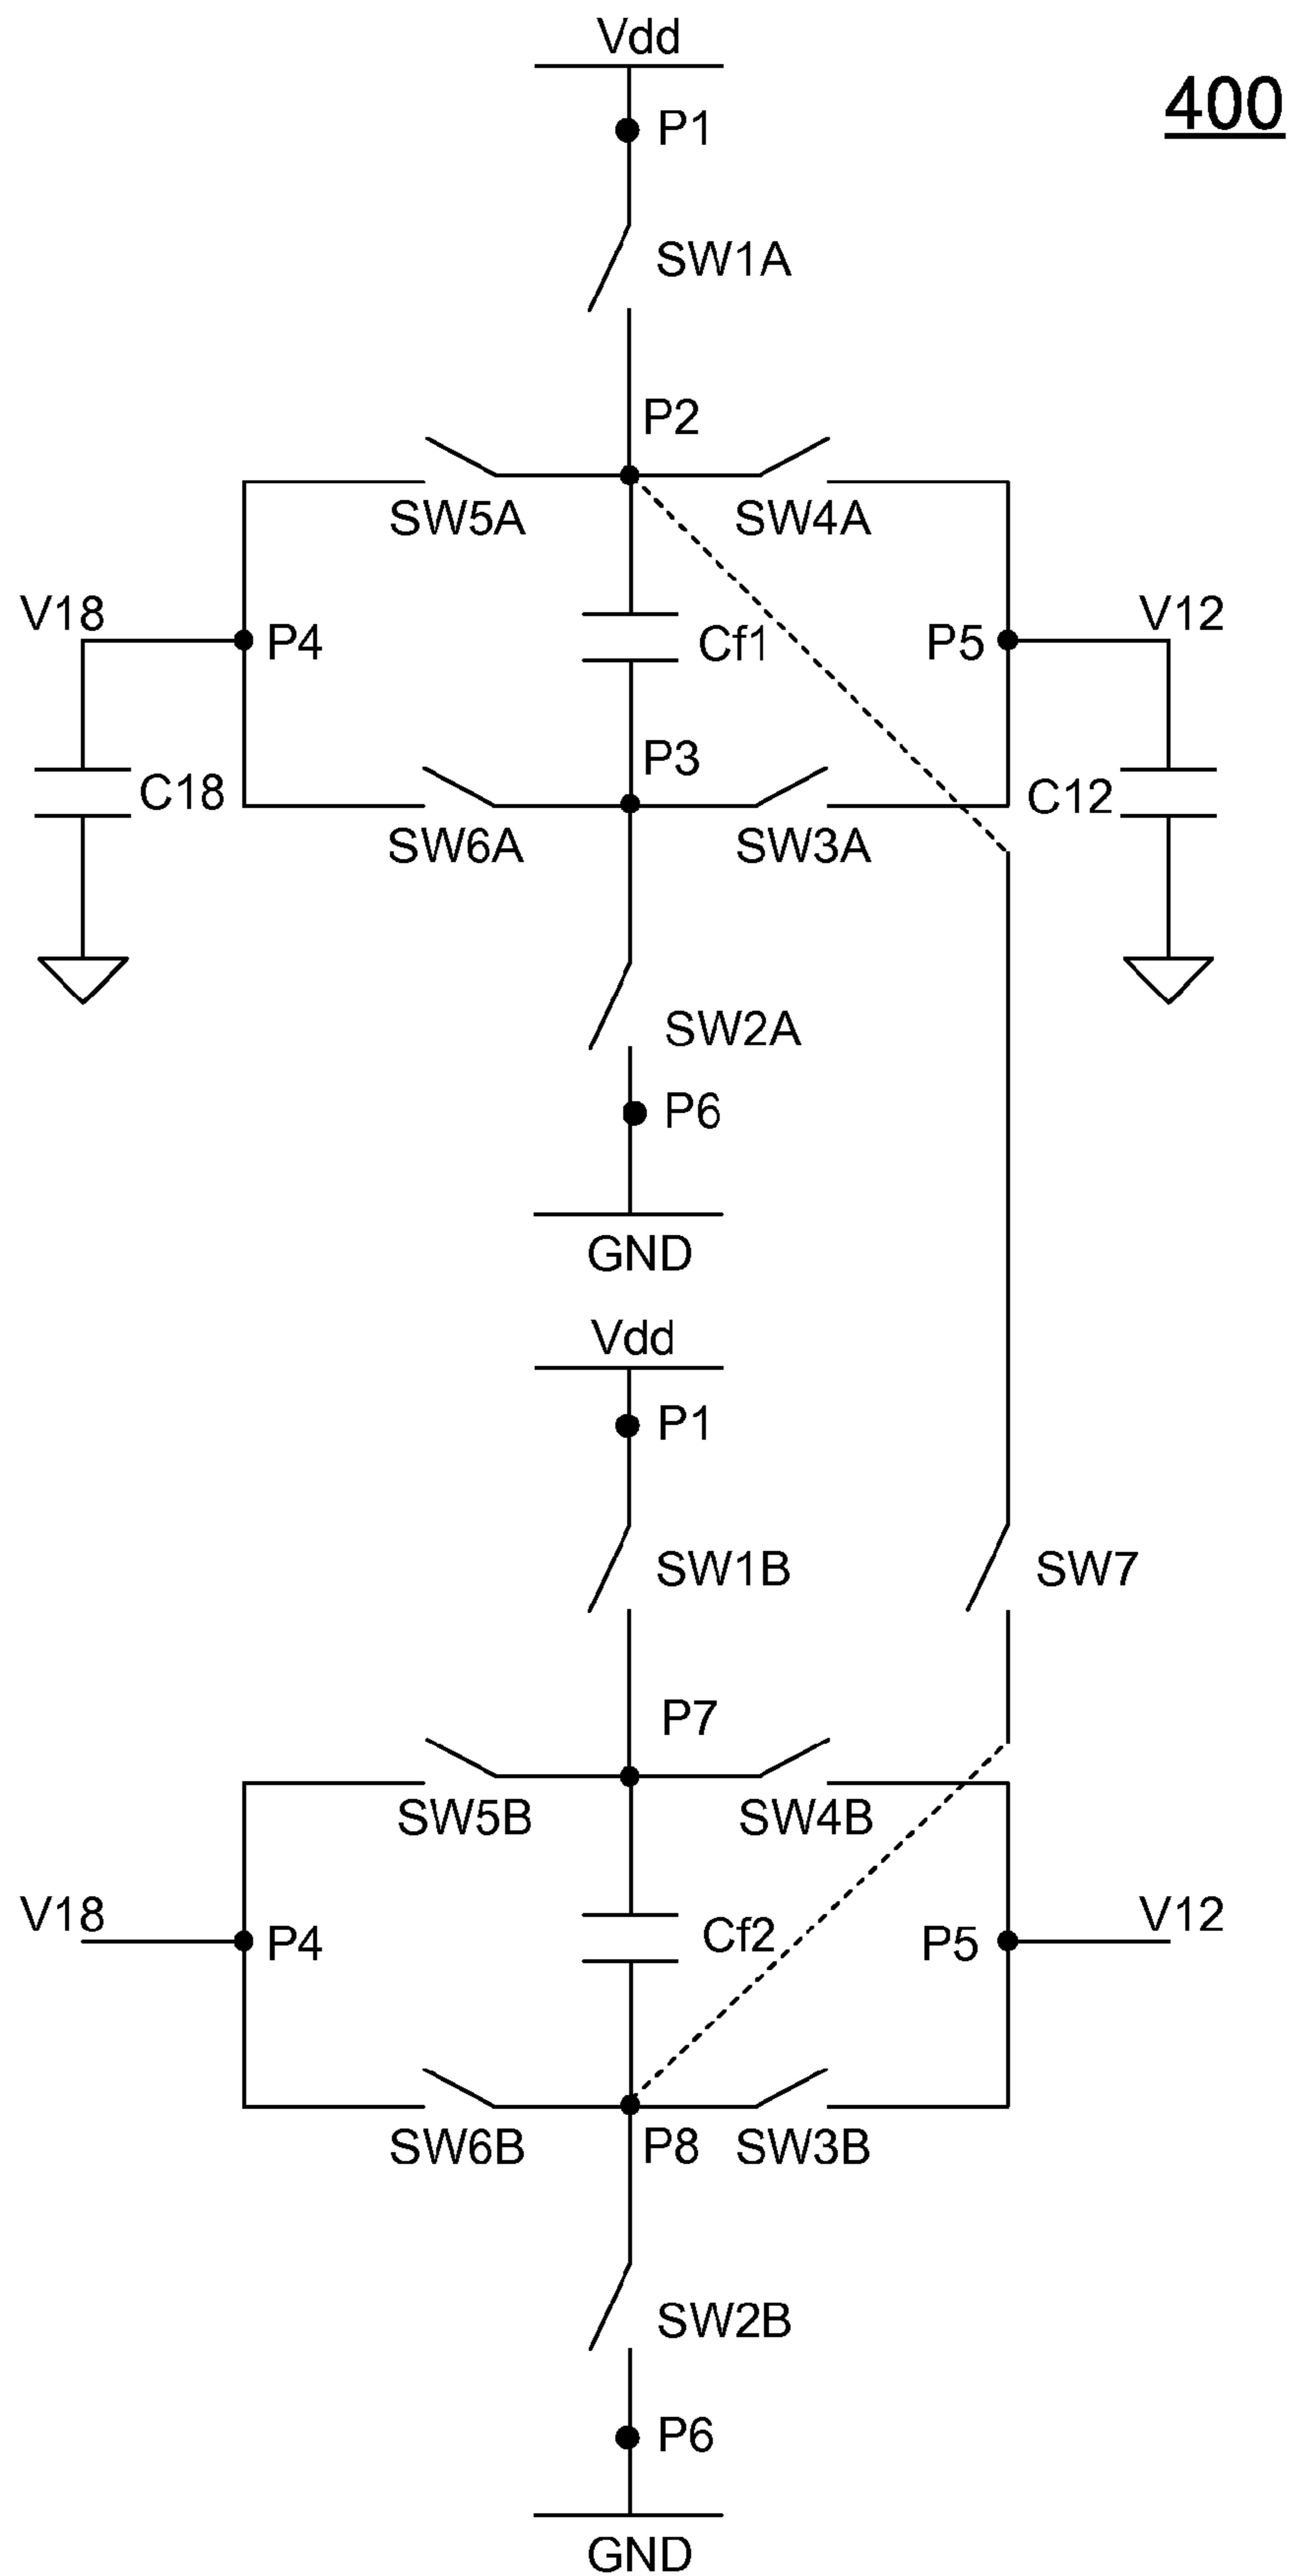 Vdd
400
P1
SW1A
P2
SW5A
SW4A
V18
P4
Cf1
P5
V12
P3
C18
C12
SW6A
SW3A
SW2A
P6
GND
Vdd
P1
SW1B
SW7
P7
SW5B
SW4B
V18
P4
Cf2
P5
V12
SW6B
P8
SW3B
SW2B
P6
GND